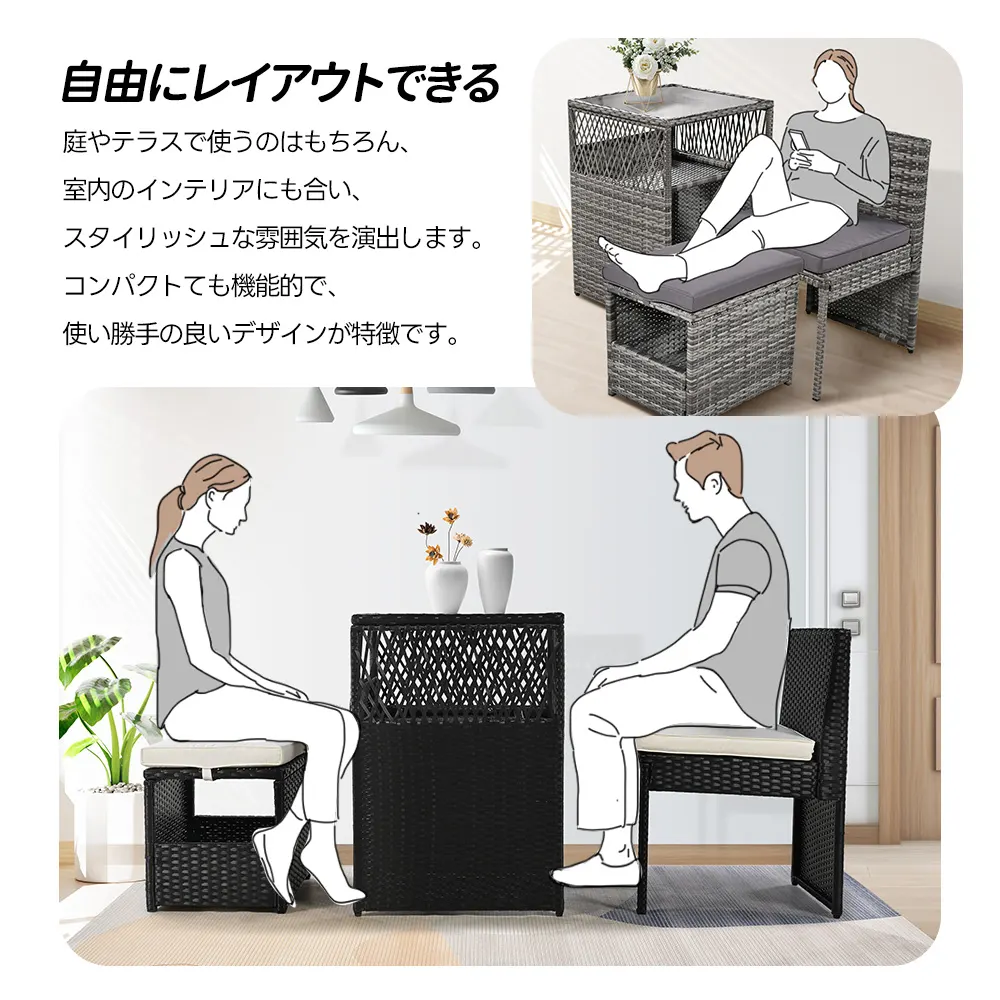 自由にレイアウトできる
庭やテラスで使うのはもちろん、
室内のインテリアにも合い、
スタイリッシュな雰囲気を演出します。
コンパクトても機能的で、
使い勝手の良いデザインが特徴です。